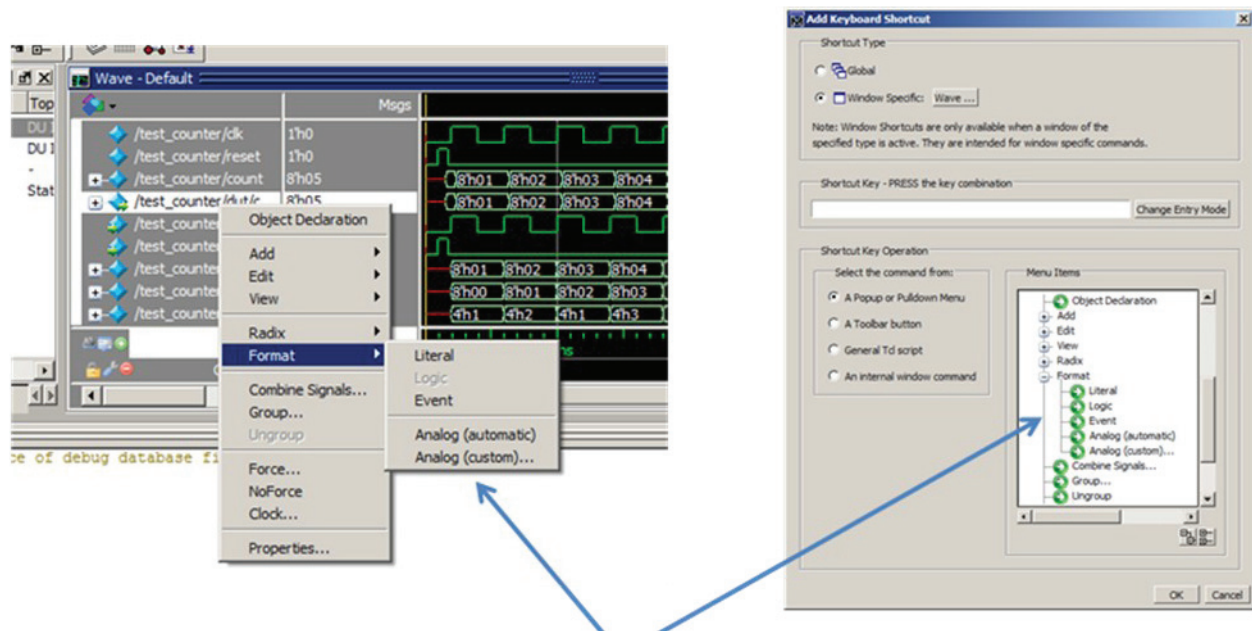 Wave - Default
Top
Msgs
DU I
DU I
-
Stat
/test_counter/clk 1'h0
/test_counter/reset 1'h0
/test_counter/count 8'h05
8'h01 8'h02 8'h03 8'h04
/test_counter/dut/c 8'h05
8'h01 8'h02 8'h03 8'h04
/test_counter
/test_counter
/test_counter
8'h01 8'h02 8'h03 8'h04
/test_counter
8'h00 8'h01 8'h02 8'h03
/test_counter
4'h1 4'h2 4'h1 4'h3
ns
ce of debug database fi
Object Declaration
Add
Edit
View
Radix
Format
Combine Signals...
Group...
Ungroup
Force...
NoForce
Clock...
Properties...
Literal
Logic
Event
Analog (automatic)
Analog (custom)...
Add Keyboard Shortcut
Shortcut Type
Global
Window Specific: Wave ...
Note: Window Shortcuts are only available when a window of the
specified type is active. They are intended for window specific commands.
Shortcut Key - PRESS the key combination
Change Entry Mode
Shortcut Key Operation
Select the command from:
A Popup or Pulldown Menu
A Toolbar button
General Tcl script
An internal window command
Menu Items
Object Declaration
Add
Edit
View
Radix
Format
Literal
Logic
Event
Analog (automatic)
Analog (custom)...
Combine Signals...
Group...
Ungroup
OK Cancel